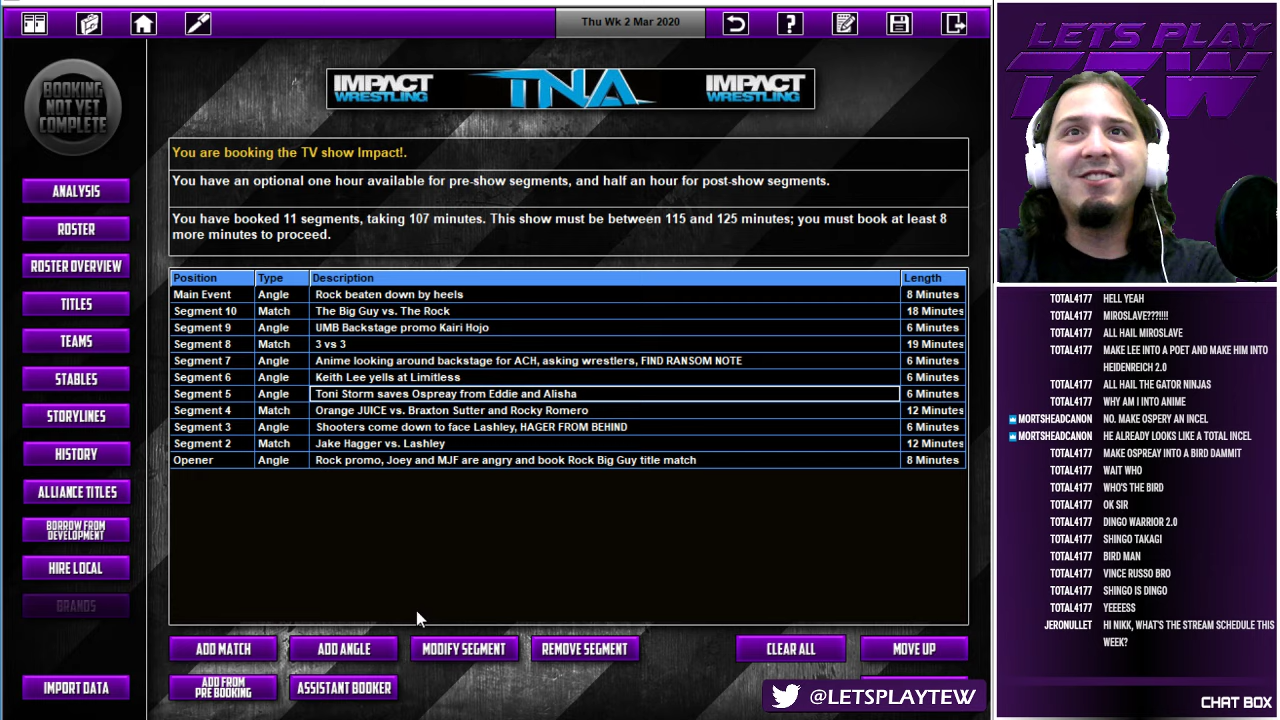 Thu Wk 2 Mar 2020
LETS PLAY
TEW
BOOKING
NOT YET
COMPLETE
IMPACT
WRESTLING
TNA
IMPACT
WRESTLING
You are booking the TV show Impact!.
You have an optional one hour available for pre-show segments, and half an hour for post-show segments.
You have booked 11 segments, taking 107 minutes. This show must be between 115 and 125 minutes; you must book at least 8
more minutes to proceed.
ANALYSIS
ROSTER
ROSTER OVERVIEW
TITLES
TEAMS
STABLES
STORYLINES
HISTORY
ALLIANCE TITLES
BORROW FROM
DEVELOPMENT
HIRE LOCAL
BRANDS
IMPORT DATA
Position Type Description Length
Main Event Angle Rock beaten down by heels 8 Minutes
Segment 10 Match The Big Guy vs. The Rock 18 Minutes
Segment 9 Angle UMB Backstage promo Kairi Hojo 6 Minutes
Segment 8 Match 3 vs 3 19 Minutes
Segment 7 Angle Anime looking around backstage for ACH, asking wrestlers, FIND RANSOM NOTE 6 Minutes
Segment 6 Angle Keith Lee yells at Limitless 6 Minutes
Segment 5 Angle Toni Storm saves Ospreay from Eddie and Alisha 6 Minutes
Segment 4 Match Orange JUICE vs. Braxton Sutter and Rocky Romero 12 Minutes
Segment 3 Angle Shooters come down to face Lashley, HAGER FROM BEHIND 6 Minutes
Segment 2 Match Jake Hagger vs. Lashley 12 Minutes
Opener Angle Rock promo, Joey and MJF are angry and book Rock Big Guy title match 8 Minutes
ADD MATCH
ADD ANGLE
MODIFY SEGMENT
REMOVE SEGMENT
CLEAR ALL
MOVE UP
ADD FROM
PRE BOOKING
ASSISTANT BOOKER
@LETSPLAYTEW
TOTAL4177 HELL YEAH
TOTAL4177 MIROSLAVE???!!!!
TOTAL4177 ALL HAIL MIROSLAVE
TOTAL4177 MAKE LEE INTO A POET AND MAKE HIM INTO
HEIDENREICH 2.0
TOTAL4177 ALL HAIL THE GATOR NINJAS
TOTAL4177 WHY AM I INTO ANIME
MORTSHEADCANON NO. MAKE OSPERY AN INCEL
MORTSHEADCANON HE ALREADY LOOKS LIKE A TOTAL INCEL
TOTAL4177 MAKE OSPREAY INTO A BIRD DAMMIT
TOTAL4177 WAIT WHO
TOTAL4177 WHO'S THE BIRD
TOTAL4177 OK SIR
TOTAL4177 DINGO WARRIOR 2.0
TOTAL4177 SHINGO TAKAGI
TOTAL4177 BIRD MAN
TOTAL4177 VINCE RUSSO BRO
TOTAL4177 SHINGO IS DINGO
TOTAL4177 YEEEESS
JERONULLET HI NIKK, WHAT'S THE STREAM SCHEDULE THIS
WEEK?
CHAT BOX